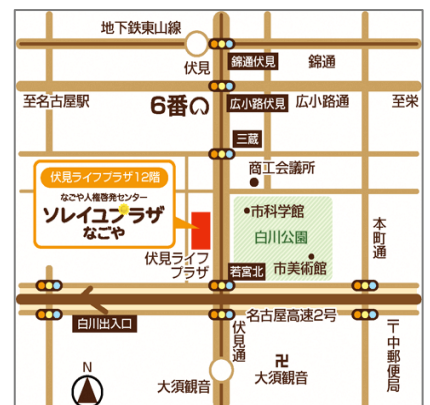 地下鉄東山線
伏見
錦通伏見
錦通
至名古屋駅
6番の
広小路伏見
広小路通
至栄
三蔵
商工会議所
伏見ライフプラザ12階
なごや人権啓発センター
ソレイユプラザ
なごや
市科学館
白川公園
本町通
伏見ライフ
プラザ
若宮北
市美術館
白川出入口
名古屋高速2号
伏見通
〒中郵便局
N
大須観音
卍
大須観音